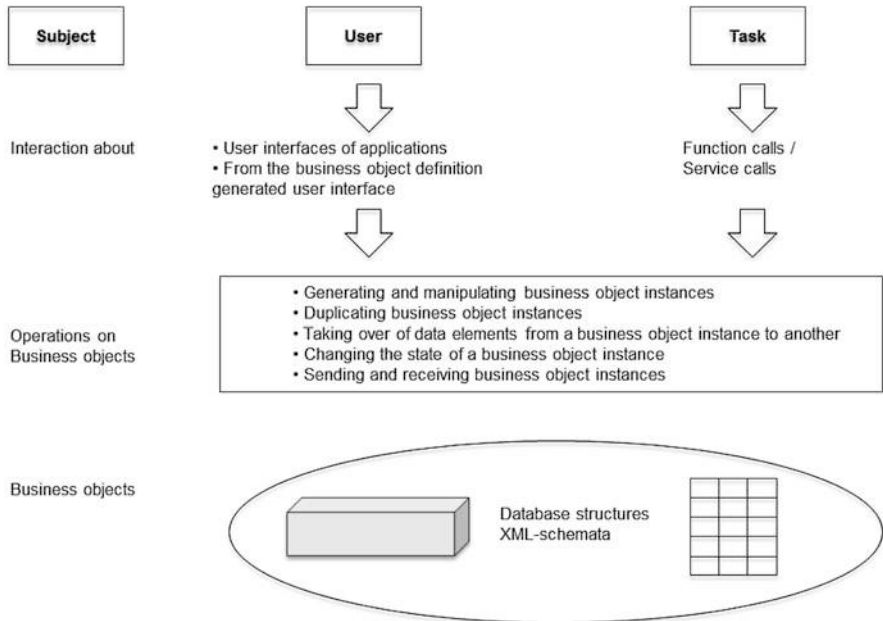 Subject
User
Task
Interaction about
• User interfaces of applications
• From the business object definition
generated user interface
Function calls /
Service calls
Operations on
Business objects
• Generating and manipulating business object instances
• Duplicating business object instances
• Taking over of data elements from a business object instance to another
• Changing the state of a business object instance
• Sending and receiving business object instances
Business objects
Database structures
XML-schemata